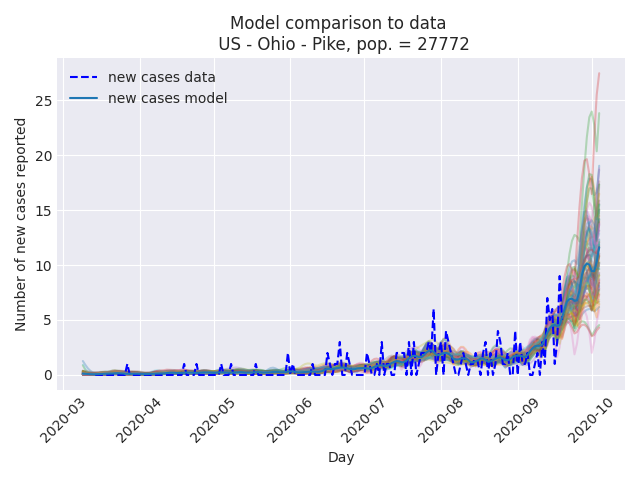 Model comparison to data
US - Ohio - Pike, pop. = 27772
new cases data
new cases model
Number of new cases reported
25
20
15
10
5
0
2020-03
2020-04
2020-05
2020-06
2020-07
2020-08
2020-09
2020-10
Day